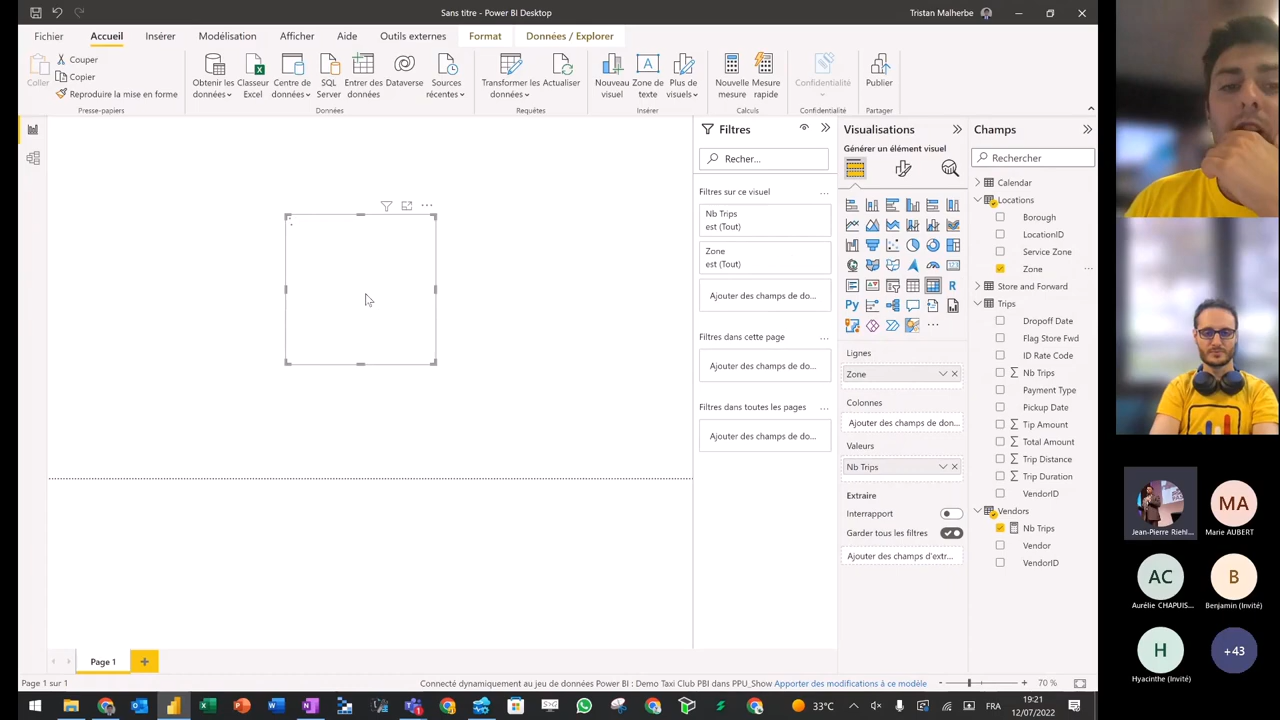 Sans titre - Power BI Desktop
Tristan Malherbe
Fichier
Accueil
Insérer
Modélisation
Afficher
Aide
Outils externes
Format
Données / Explorer
Coller
Couper
Copier
Reproduire la mise en forme
Presse-papiers
Obtenir les données
Classeur Excel
Centre de données
SQL Server
Entrer des données
Dataverse
Sources récentes
Données
Transformer les données
Actualiser
Requêtes
Nouveau visuel
Zone de texte
Plus de visuels
Insérer
Nouvelle mesure
Mesure rapide
Calculs
Confidentialité
Confidentialité
Publier
Partager
Filtres
Recher...
Filtres sur ce visuel
Nb Trips
est (Tout)
Zone
est (Tout)
Ajouter des champs de do...
Filtres dans cette page
Ajouter des champs de do...
Filtres dans toutes les pages
Ajouter des champs de do...
Visualisations
Générer un élément visuel
Lignes
Zone
Colonnes
Ajouter des champs de don...
Valeurs
Nb Trips
Extraire
Interrapport
Garder tous les filtres
Ajouter des champs d'extr...
Champs
Rechercher
Calendar
Locations
Borough
LocationID
Service Zone
Zone
Store and Forward
Trips
Dropoff Date
Flag Store Fwd
ID Rate Code
Nb Trips
Payment Type
Pickup Date
Tip Amount
Total Amount
Trip Distance
Trip Duration
VendorID
Vendors
Nb Trips
Vendor
VendorID
Page 1
Page 1 sur 1
Connecté dynamiquement au jeu de données Power BI : Demo Taxi Club PBI dans PPU_Show Apporter des modifications à ce modèle
70 %
33°C
FRA
19:21
12/07/2022
Jean-Pierre Riehl...
MA
Marie AUBERT
AC
Aurélie CHAPUIS...
B
Benjamin (Invité)
H
Hyacinthe (Invité)
+43